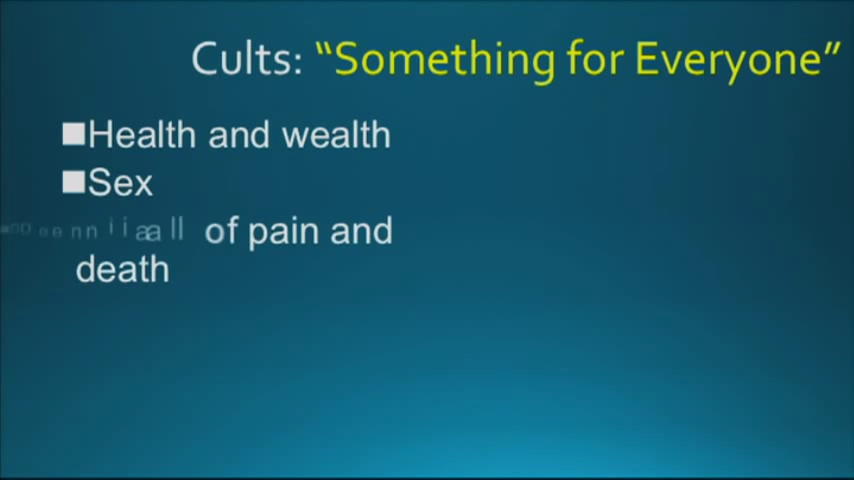 Cults: “Something for Everyone”
Health and wealth
Sex
of pain and
death